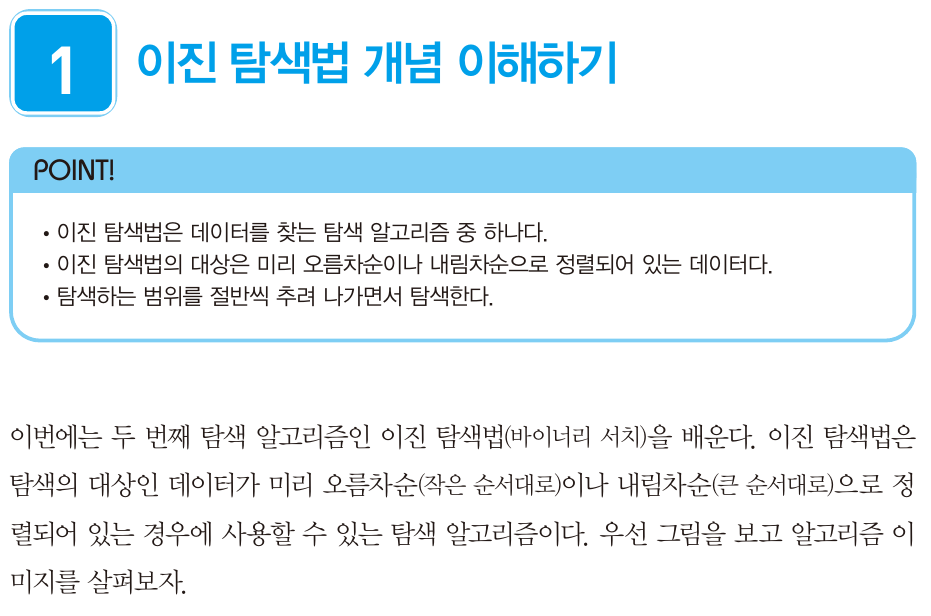 1 이진 탐색법 개념 이해하기
POINT!
• 이진 탐색법은 데이터를 찾는 탐색 알고리즘 중 하나다.
• 이진 탐색법의 대상은 미리 오름차순이나 내림차순으로 정렬되어 있는 데이터다.
• 탐색하는 범위를 절반씩 추려 나가면서 탐색한다.
이번에는 두 번째 탐색 알고리즘인 이진 탐색법(바이너리 서치)을 배운다. 이진 탐색법은
탐색의 대상인 데이터가 미리 오름차순(작은 순서대로)이나 내림차순(큰 순서대로)으로 정
렬되어 있는 경우에 사용할 수 있는 탐색 알고리즘이다. 우선 그림을 보고 알고리즘 이
미지를 살펴보자.